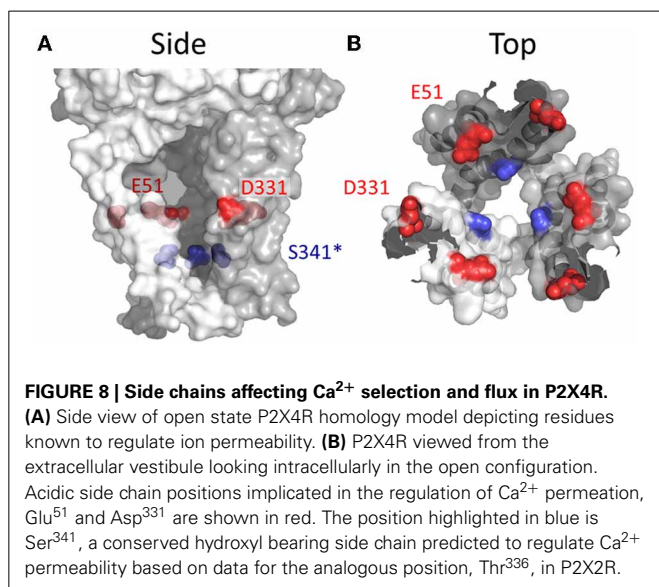 A
Side
B
Top
E51
E51
D331
D331
S341*
FIGURE 8 | Side chains affecting Ca²⁺ selection and flux in P2X4R.
(A) Side view of open state P2X4R homology model depicting residues
known to regulate ion permeability. (B) P2X4R viewed from the
extracellular vestibule looking intracellularly in the open configuration.
Acidic side chain positions implicated in the regulation of Ca²⁺ permeation,
Glu⁵¹ and Asp³³¹ are shown in red. The position highlighted in blue is
Ser³⁴¹, a conserved hydroxyl bearing side chain predicted to regulate Ca²⁺
permeability based on data for the analogous position, Thr³³⁶, in P2X2R.